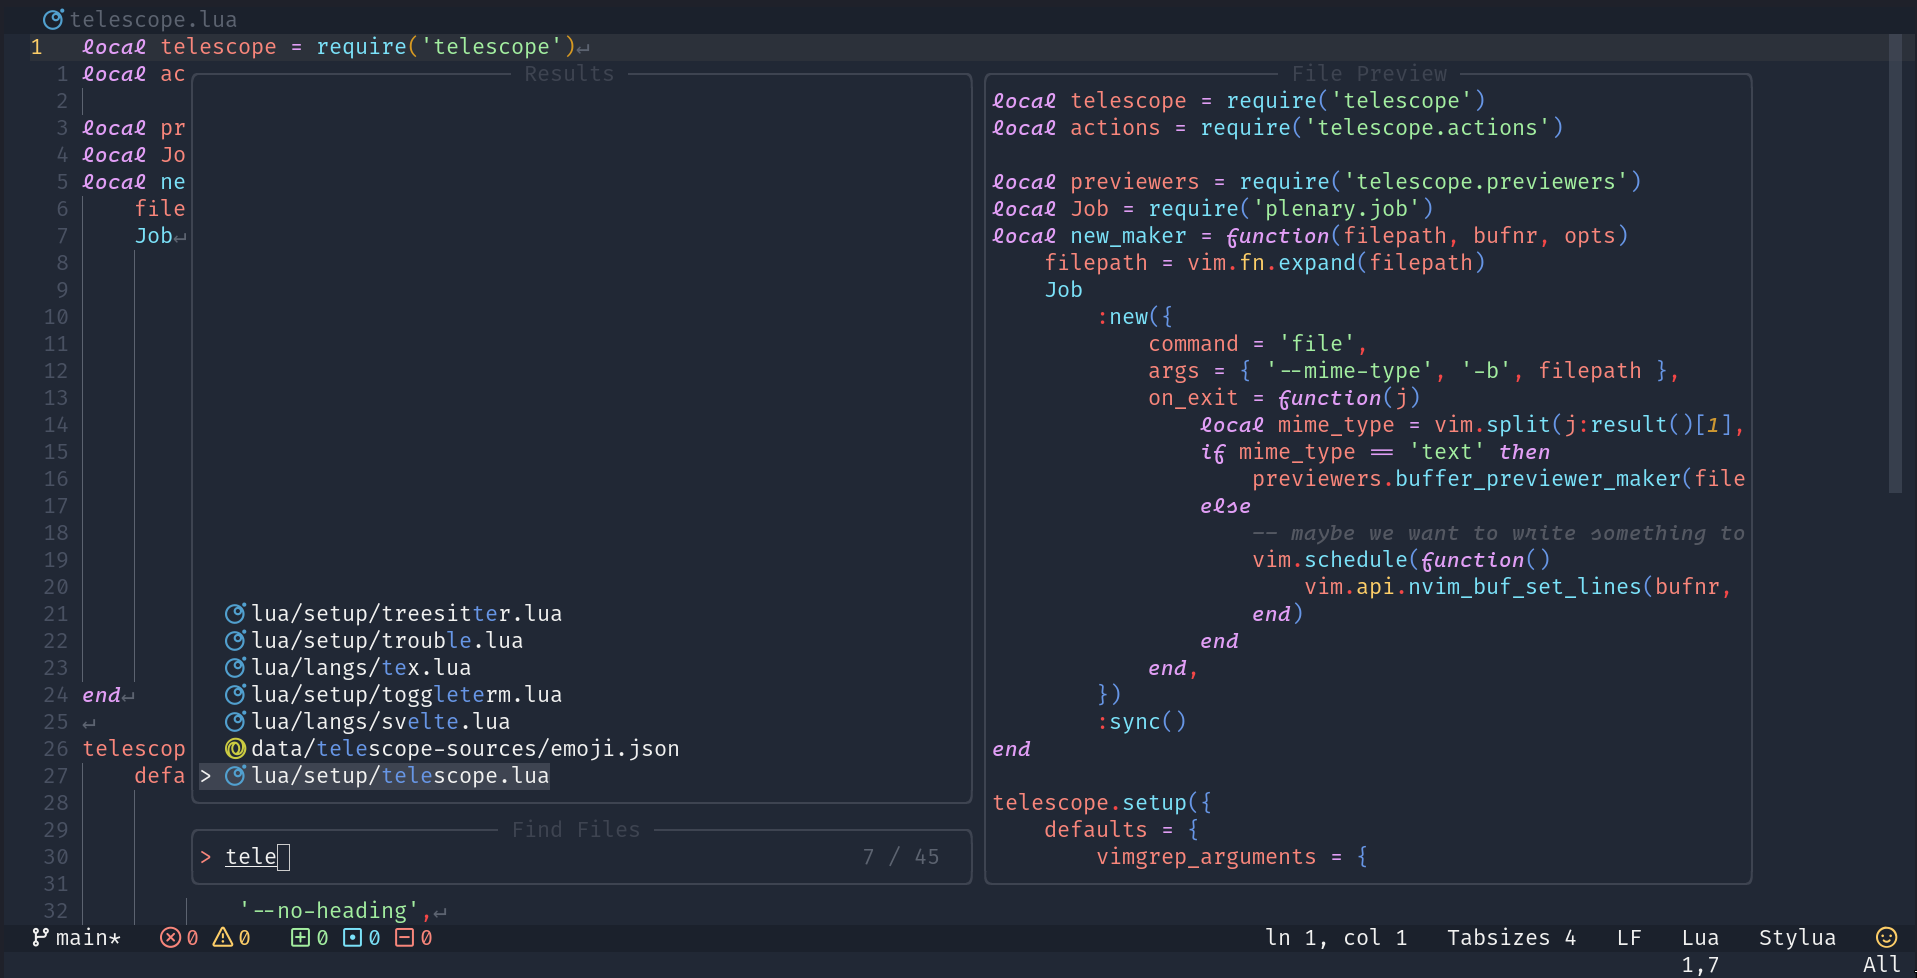 telescope.lua
1 local telescope = require('telescope')↵
1 local ac
2
3 local pr
4 local Jo
5 local ne
6 file
7 Job↵
8
9
10
11
12
13
14
15
16
17
18
19
20
21
22
23
24 end↵
25 ↵
26 telescop
27 defa
28
29
30
31
32 '--no-heading',↵
Results
lua/setup/treesitter.lua
lua/setup/trouble.lua
lua/langs/tex.lua
lua/setup/toggleterm.lua
lua/langs/svelte.lua
data/telescope-sources/emoji.json
> lua/setup/telescope.lua
Find Files
> tele 7 / 45
File Preview
local telescope = require('telescope')
local actions = require('telescope.actions')
local previewers = require('telescope.previewers')
local Job = require('plenary.job')
local new_maker = function(filepath, bufnr, opts)
filepath = vim.fn.expand(filepath)
Job
:new({
command = 'file',
args = { '--mime-type', '-b', filepath },
on_exit = function(j)
local mime_type = vim.split(j:result()[1],
if mime_type == 'text' then
previewers.buffer_previewer_maker(file
else
-- maybe we want to write something to
vim.schedule(function()
vim.api.nvim_buf_set_lines(bufnr,
end)
end
end,
})
:sync()
end
telescope.setup({
defaults = {
vimgrep_arguments = {
main* 0 0 0 0 0 ln 1, col 1 Tabsizes 4 LF Lua Stylua
1,7 All